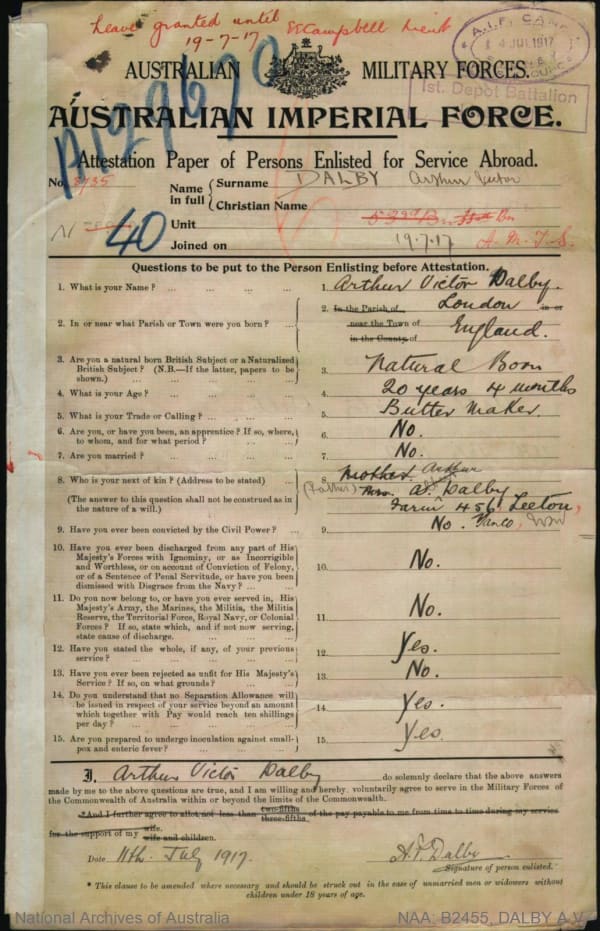 Leave granted until SSCampbell Lieut
19-7-17
A.I.F. CAMP
4 JUL 1917
1st. Depot Battalion
AUSTRALIAN MILITARY FORCES.
AUSTRALIAN IMPERIAL FORCE.
Attestation Paper of Persons Enlisted for Service Abroad.
No. 8735
Name in full { Surname DALBY Arthur Victor
Christian Name
N 40 Unit A.M.T.S.
Joined on 19.7.17
Questions to be put to the Person Enlisting before Attestation.
1. What is your Name ? ... ... ... 1. Arthur Victor Dalby.
2. In or near what Parish or Town were you born ? ... 2. In the Parish of London in or
near the Town of
in the County of England.
3. Are you a natural born British Subject or a Naturalized
British Subject ? (N.B.—If the latter, papers to be
shown.) ... ... ... 3. Natural Born
4. What is your Age ? ... ... ... 4. 20 years 4 months
5. What is your Trade or Calling ? ... ... ... 5. Butter Maker.
6. Are you, or have you been, an apprentice ? If so, where,
to whom, and for what period ? ... ... 6. No.
7. Are you married ? ... ... ... 7. No.
8. Who is your next of kin ? (Address to be stated) ... 8. Mother Arthur
(The answer to this question shall not be construed as in
the nature of a will.)
(Father) Mrs. A. Dalby
Farm 456 Leeton,
Yanco, NSW
9. Have you ever been convicted by the Civil Power ? ... 9. No.
10. Have you ever been discharged from any part of His
Majesty's Forces with Ignominy, or as Incorrigible
and Worthless, or on account of Conviction of Felony,
or of a Sentence of Penal Servitude, or have you been
dismissed with Disgrace from the Navy ? ... ... 10. No.
11. Do you now belong to, or have you ever served in, His
Majesty's Army, the Marines, the Militia, the Militia
Reserve, the Territorial Force, Royal Navy, or Colonial
Forces ? If so, state which, and if not now serving,
state cause of discharge. ... ... ... 11. No.
12. Have you stated the whole, if any, of your previous
service ? ... ... ... 12. Yes.
13. Have you ever been rejected as unfit for His Majesty's
Service ? If so, on what grounds ? ... ... 13. No.
14. Do you understand that no Separation Allowance will
be issued in respect of your service beyond an amount
which together with Pay would reach ten shillings
per day ? ... ... ... 14. Yes.
15. Are you prepared to undergo inoculation against small-
pox and enteric fever ? ... ... ... 15. Yes.
I, Arthur Victor Dalby do solemnly declare that the above answers
made by me to the above questions are true, and I am willing and hereby voluntarily agree to serve in the Military Forces of
the Commonwealth of Australia within or beyond the limits of the Commonwealth.
*And I further agree to allot not less than two-fifths three-fifths of the pay payable to me from time to time during my service
for the support of my wife. wife and children.
Date 11th. July 1917. A.V. Dalby
Signature of person enlisted.
* This clause to be amended where necessary and should be struck out in the case of unmarried men or widowers without
children under 18 years of age.
National Archives of Australia NAA: B2455, DALBY A V